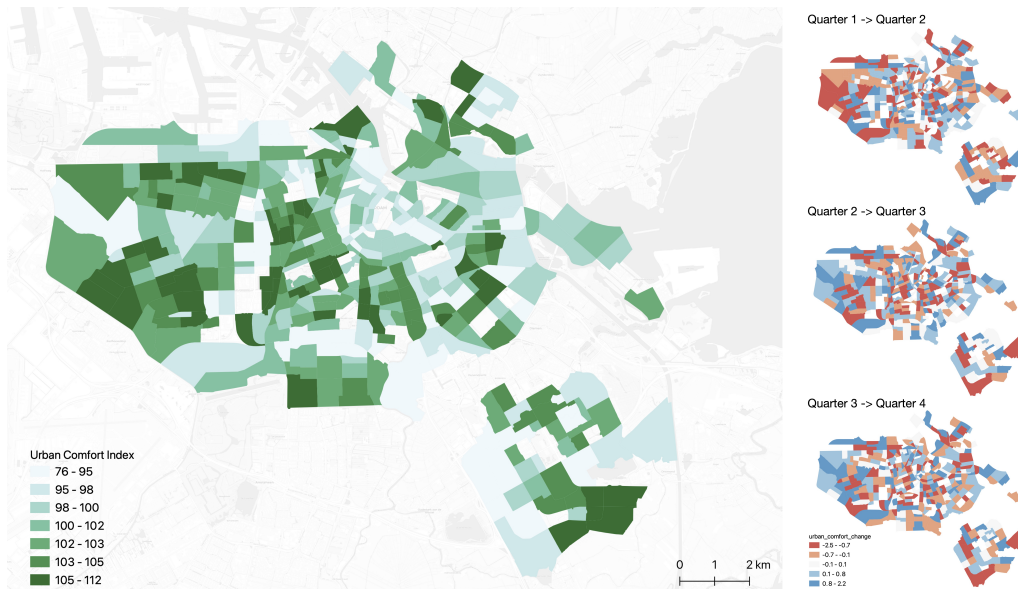 Quarter 1 -> Quarter 2
Quarter 2 -> Quarter 3
Quarter 3 -> Quarter 4
Urban Comfort Index
76 - 95
95 - 98
98 - 100
100 - 102
102 - 103
103 - 105
105 - 112
0 1 2 km
urban_comfort_change
-2.5 - -0.7
-0.7 - -0.1
-0.1 - 0.1
0.1 - 0.8
0.8 - 2.2